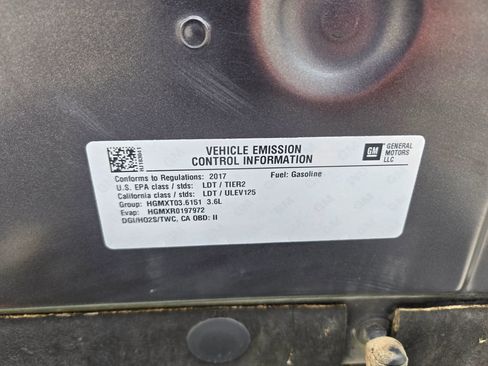 VEHICLE EMISSION
CONTROL INFORMATION
GM GENERAL MOTORS LLC
Conforms to Regulations: 2017 Fuel: Gasoline
U.S. EPA class / stds: LDT / TIER2
California class / stds: LDT / ULEV125
Group: HGMXT03.6151 3.6L
Evap: HGMXR0197972
DGI/HO2S/TWC, CA OBD: II